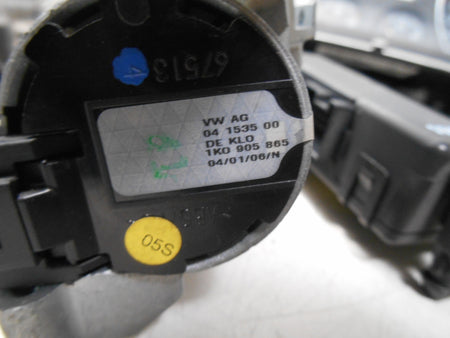 67513
VW AG
04 1535 00
DE KLO
1K0 905 865
04/01/06/N
05S